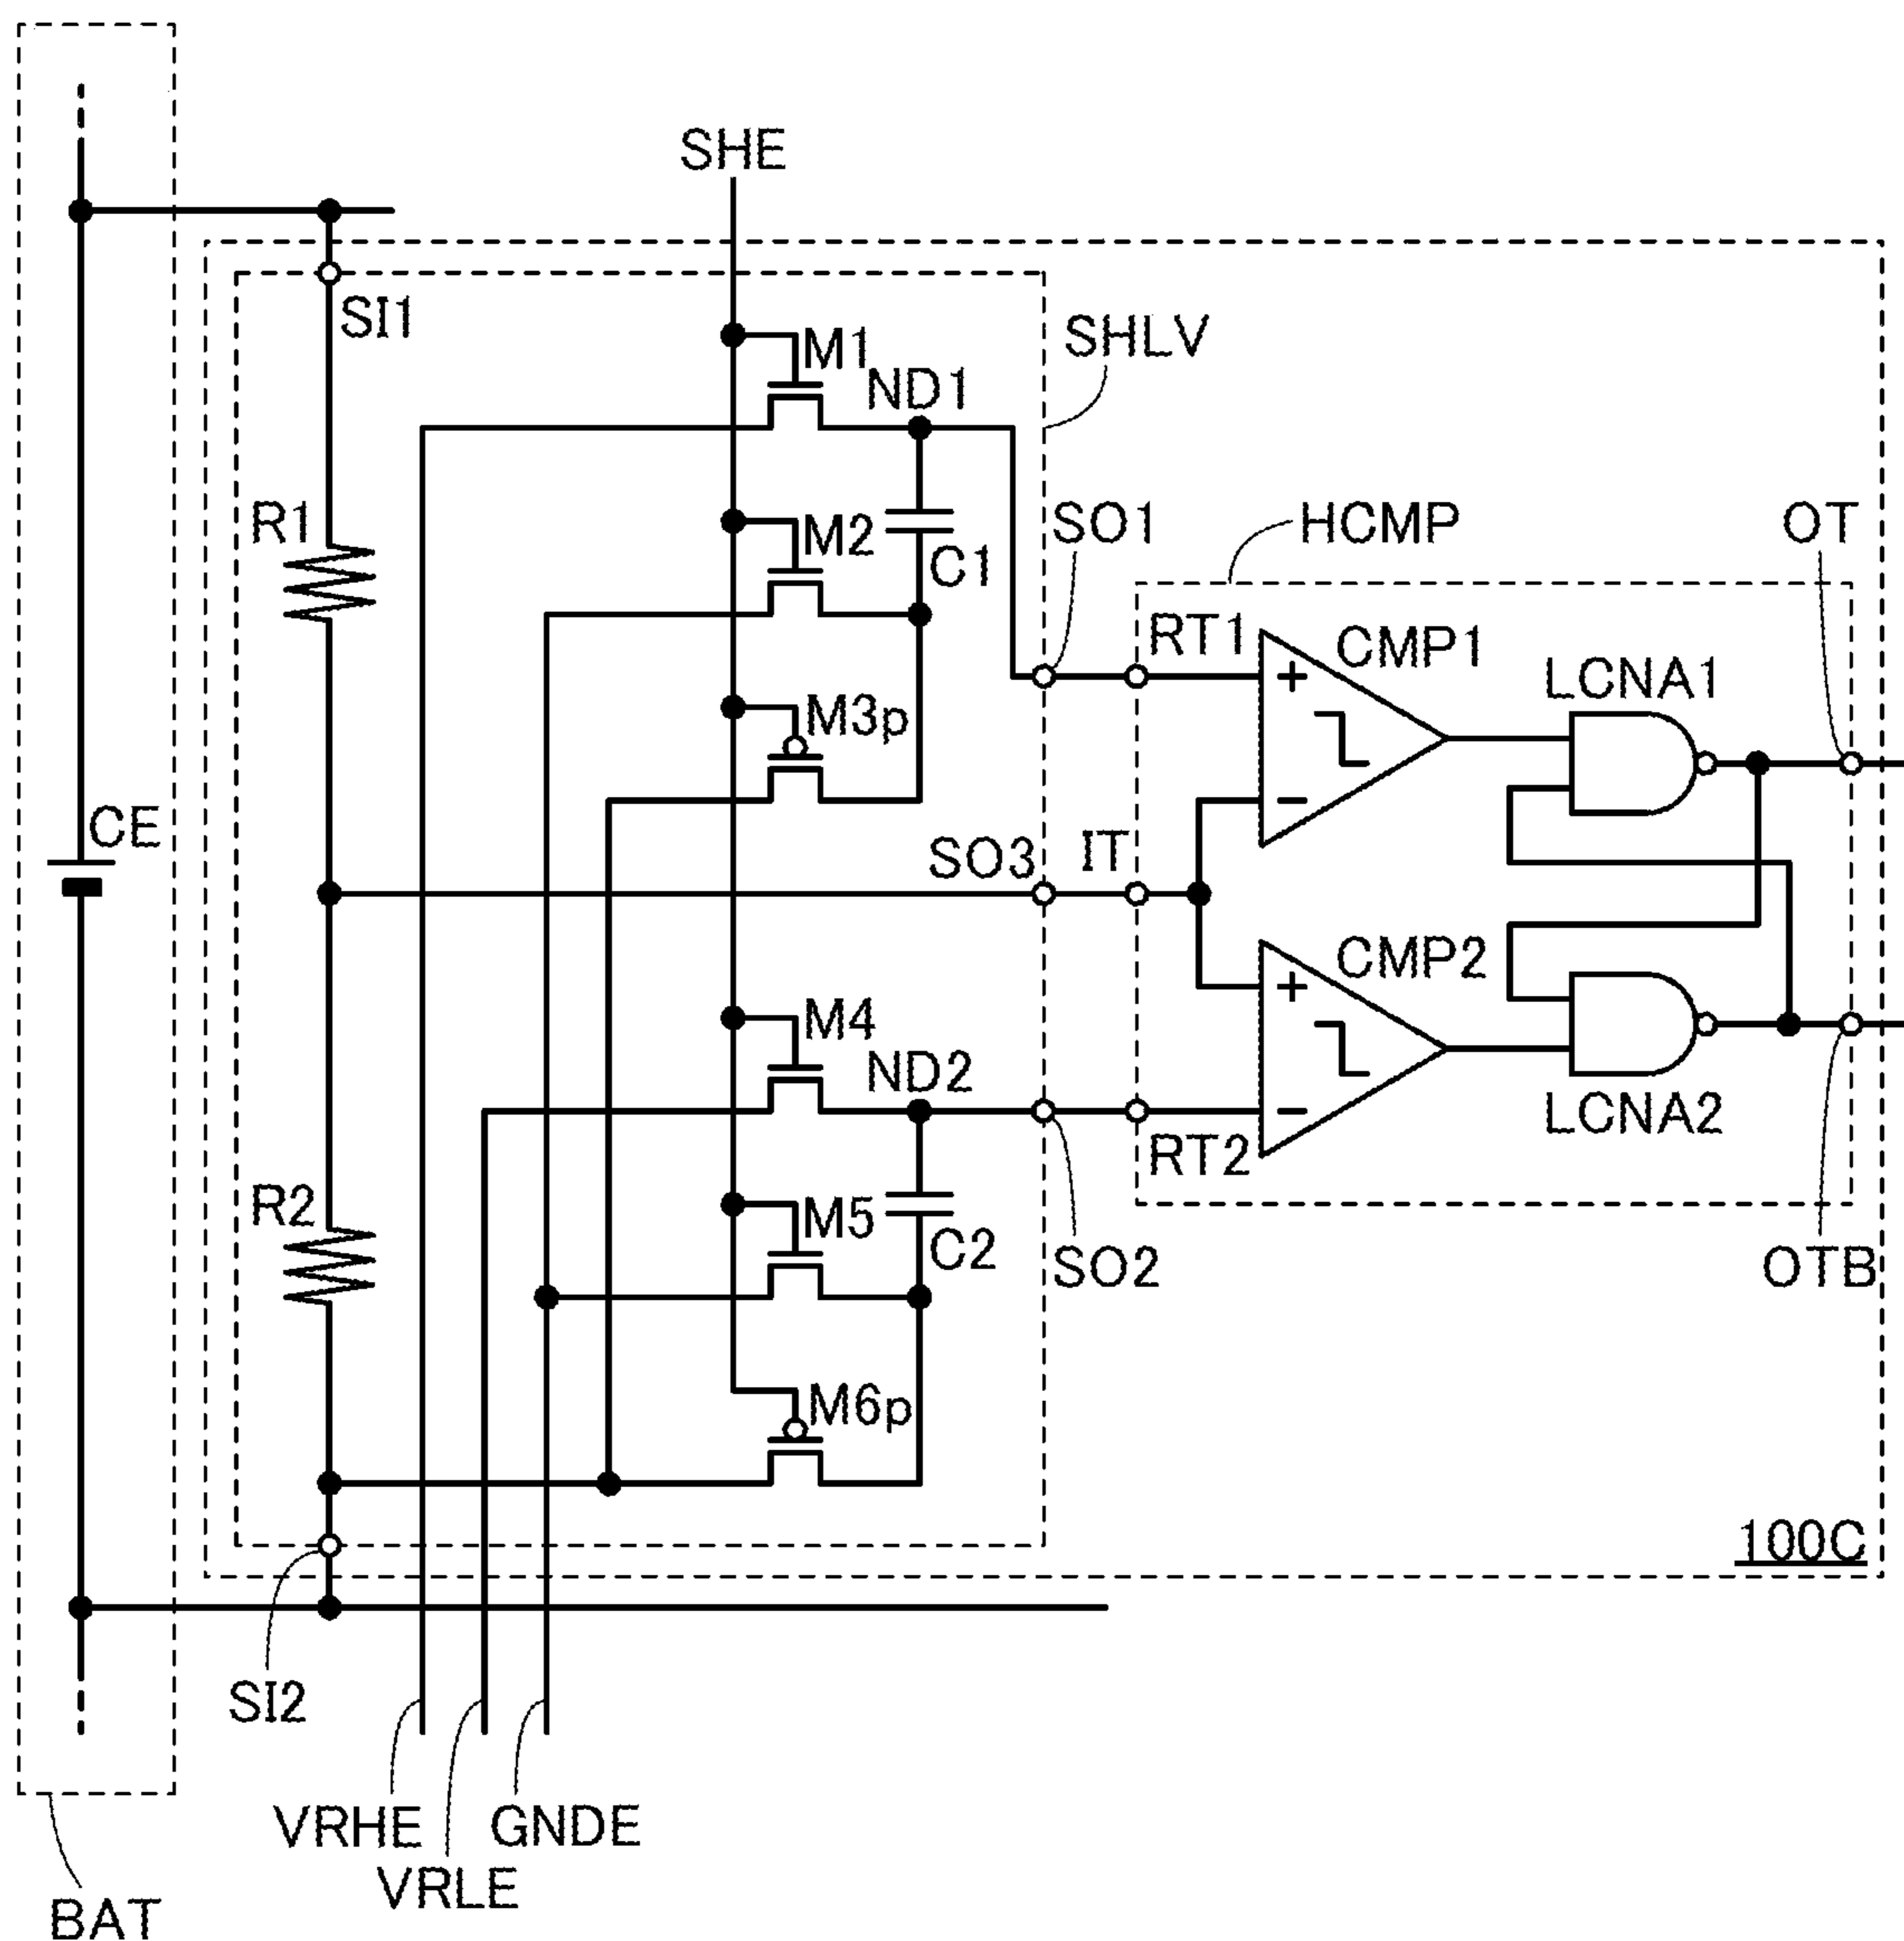 SHE
SI1
M1
ND1
SHLV
R1
M2
C1
SO1
HCMP
OT
RT1
CMP1
LCNA1
M3p
+
−
CE
SO3
IT
M4
ND2
CMP2
+
−
LCNA2
RT2
R2
M5
C2
SO2
OTB
M6p
100C
SI2
VRHE
GNDE
VRLE
BAT